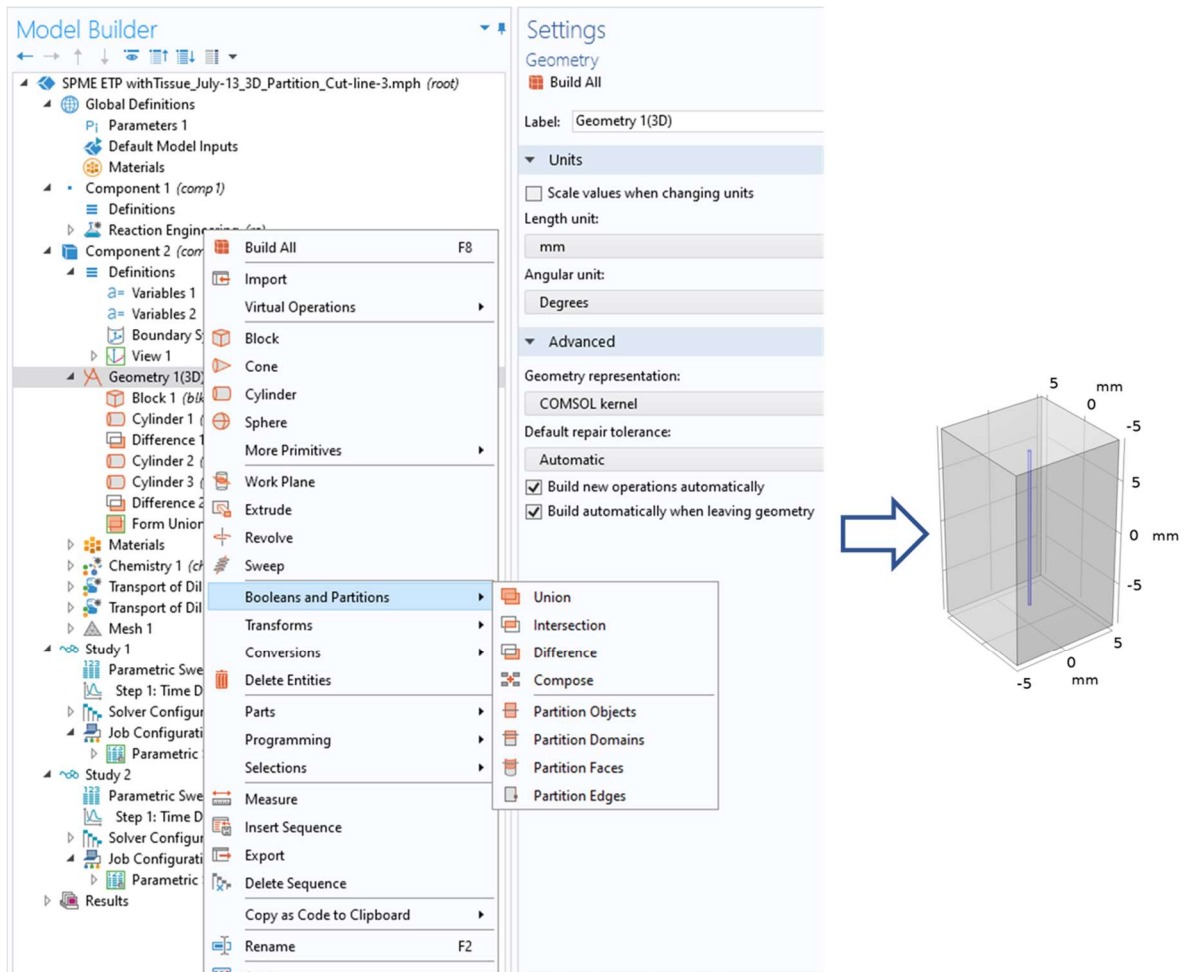 Model Builder
SPME ETP withTissue_July-13_3D_Partition_Cut-line-3.mph (root)
Global Definitions
Pi Parameters 1
Default Model Inputs
Materials
Component 1 (comp1)
Definitions
Reaction Engineering
Component 2 (com
Definitions
a= Variables 1
a= Variables 2
Boundary S
View 1
Geometry 1(3D)
Block 1 (blk
Cylinder 1 (
Difference 1
Cylinder 2 (
Cylinder 3 (
Difference 2
Form Union
Materials
Chemistry 1 (ch
Transport of Dil
Transport of Dil
Mesh 1
Study 1
123 Parametric Swe
Step 1: Time D
Solver Configur
Job Configurati
Parametric
Study 2
123 Parametric Swe
Step 1: Time D
Solver Configur
Job Configurati
Parametric
Results
Build All F8
Import
Virtual Operations
Block
Cone
Cylinder
Sphere
More Primitives
Work Plane
Extrude
Revolve
Sweep
Booleans and Partitions
Transforms
Conversions
Delete Entities
Parts
Programming
Selections
Measure
Insert Sequence
Export
Delete Sequence
Copy as Code to Clipboard
Rename F2
Union
Intersection
Difference
Compose
Partition Objects
Partition Domains
Partition Faces
Partition Edges
Settings
Geometry
Build All
Label: Geometry 1(3D)
Units
Scale values when changing units
Length unit:
mm
Angular unit:
Degrees
Advanced
Geometry representation:
COMSOL kernel
Default repair tolerance:
Automatic
Build new operations automatically
Build automatically when leaving geometry
5 mm
0
-5
5
0 mm
-5
5
0 mm
-5